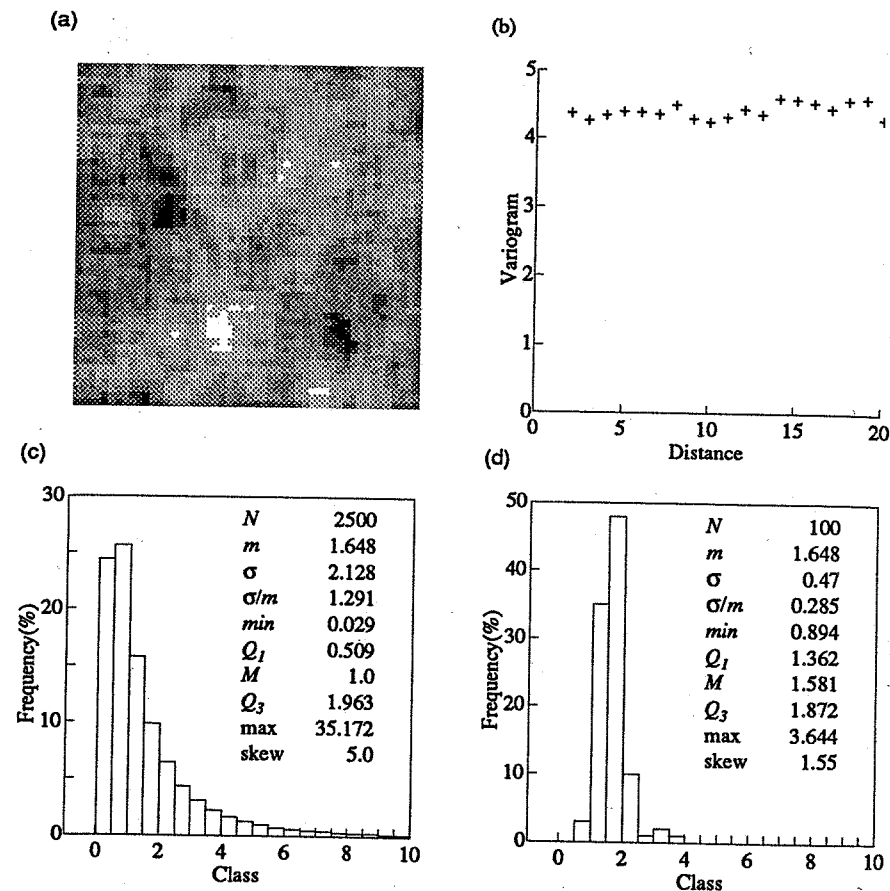 (a)
(b)
5
4
3
2
1
0
Variogram
0 5 10 15 20
Distance
(c)
30
20
10
0
Frequency(%)
N 2500
m 1.648
σ 2.128
σ/m 1.291
min 0.029
Q1 0.509
M 1.0
Q3 1.963
max 35.172
skew 5.0
0 2 4 6 8 10
Class
(d)
50
40
30
20
10
0
Frequency(%)
N 100
m 1.648
σ 0.47
σ/m 0.285
min 0.894
Q1 1.362
M 1.581
Q3 1.872
max 3.644
skew 1.55
0 2 4 6 8 10
Class